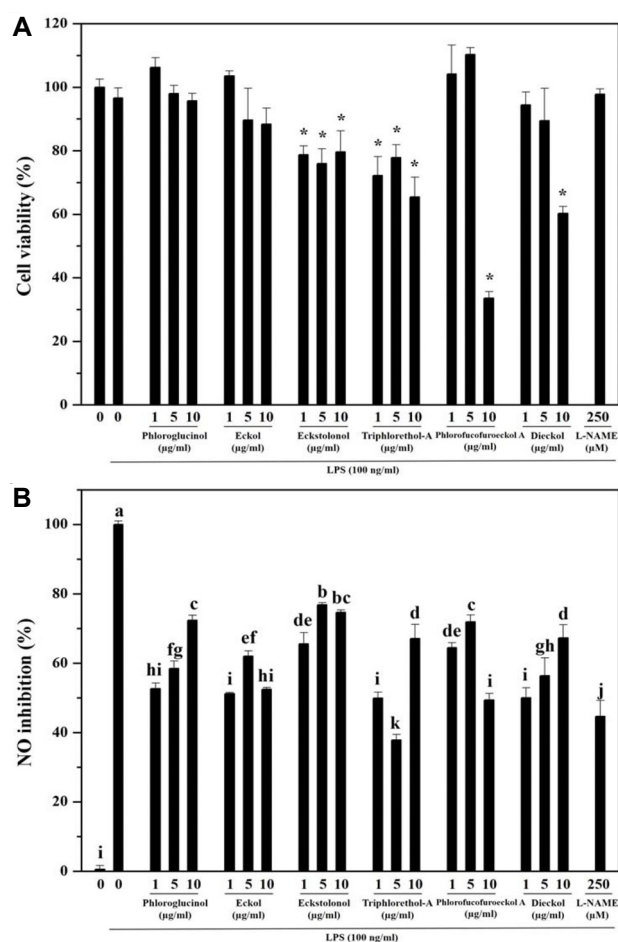 A
Cell viability (%)
120
100
80
60
40
20
0
* * * * * * * *
0 0 1 5 10 1 5 10 1 5 10 1 5 10 1 5 10 1 5 10 250
Phloroglucinol Eckol Eckstolonol Triphlorethol-A Phlorofucofuroeckol A Dieckol L-NAME
(µg/ml) (µg/ml) (µg/ml) (µg/ml) (µg/ml) (µg/ml) (µM)
LPS (100 ng/ml)
B
NO inhibition (%)
100
80
60
40
20
0
i a hi fg c i ef hi de b bc i k d de c i i gh d j
0 0 1 5 10 1 5 10 1 5 10 1 5 10 1 5 10 1 5 10 250
Phloroglucinol Eckol Eckstolonol Triphlorethol-A Phlorofucofuroeckol A Dieckol L-NAME
(µg/ml) (µg/ml) (µg/ml) (µg/ml) (µg/ml) (µg/ml) (µM)
LPS (100 ng/ml)